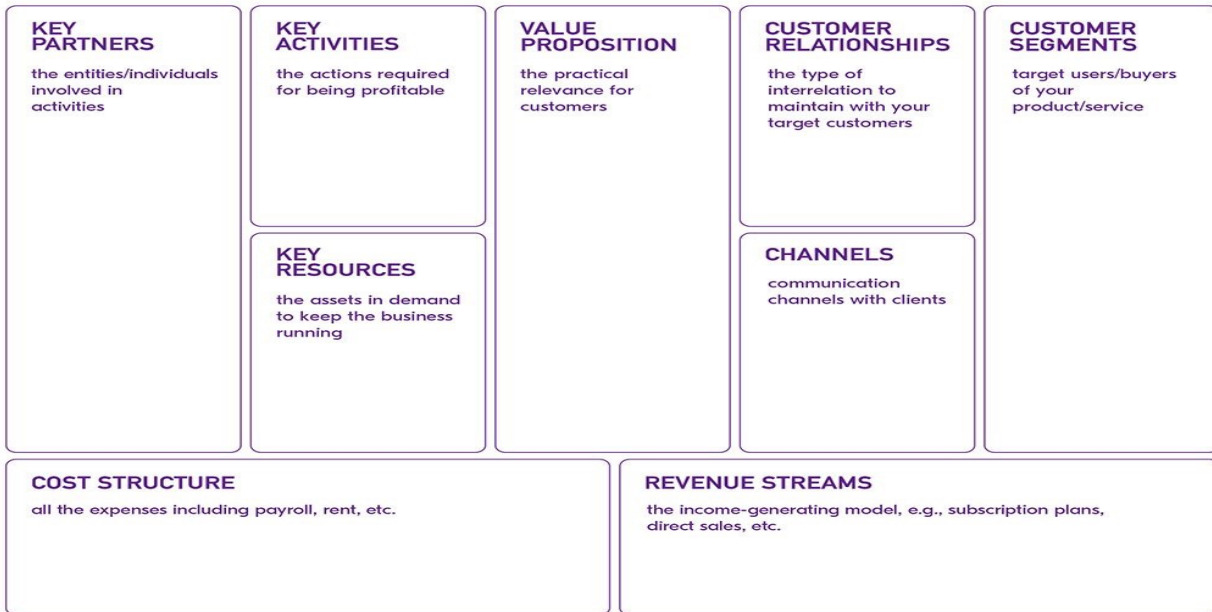 KEY
PARTNERS
the entities/individuals
involved in
activities
KEY
ACTIVITIES
the actions required
for being profitable
KEY
RESOURCES
the assets in demand
to keep the business
running
VALUE
PROPOSITION
the practical
relevance for
customers
CUSTOMER
RELATIONSHIPS
the type of
interrelation to
maintain with your
target customers
CHANNELS
communication
channels with clients
CUSTOMER
SEGMENTS
target users/buyers
of your
product/service
COST STRUCTURE
all the expenses including payroll, rent, etc.
REVENUE STREAMS
the income-generating model, e.g., subscription plans,
direct sales, etc.